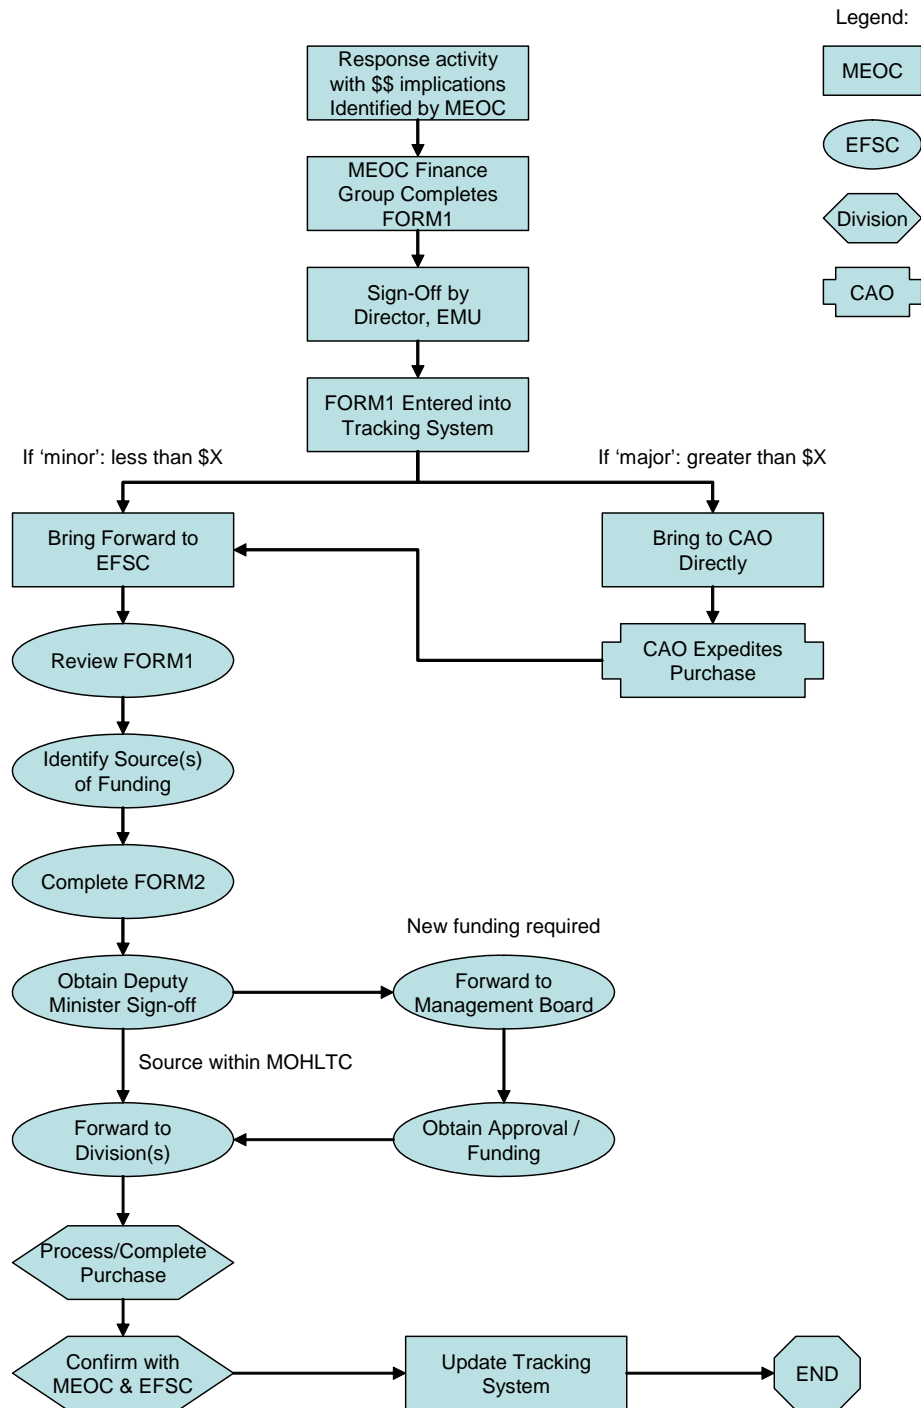 Legend:
MEOC
EFSC
Division
CAO
Response activity
with $$ implications
Identified by MEOC
MEOC Finance
Group Completes
FORM1
Sign-Off by
Director, EMU
FORM1 Entered into
Tracking System
If ‘minor’: less than $X
If ‘major’: greater than $X
Bring Forward to
EFSC
Bring to CAO
Directly
Review FORM1
CAO Expedites
Purchase
Identify Source(s)
of Funding
Complete FORM2
New funding required
Obtain Deputy
Minister Sign-off
Forward to
Management Board
Source within MOHLTC
Forward to
Division(s)
Obtain Approval /
Funding
Process/Complete
Purchase
Confirm with
MEOC & EFSC
Update Tracking
System
END